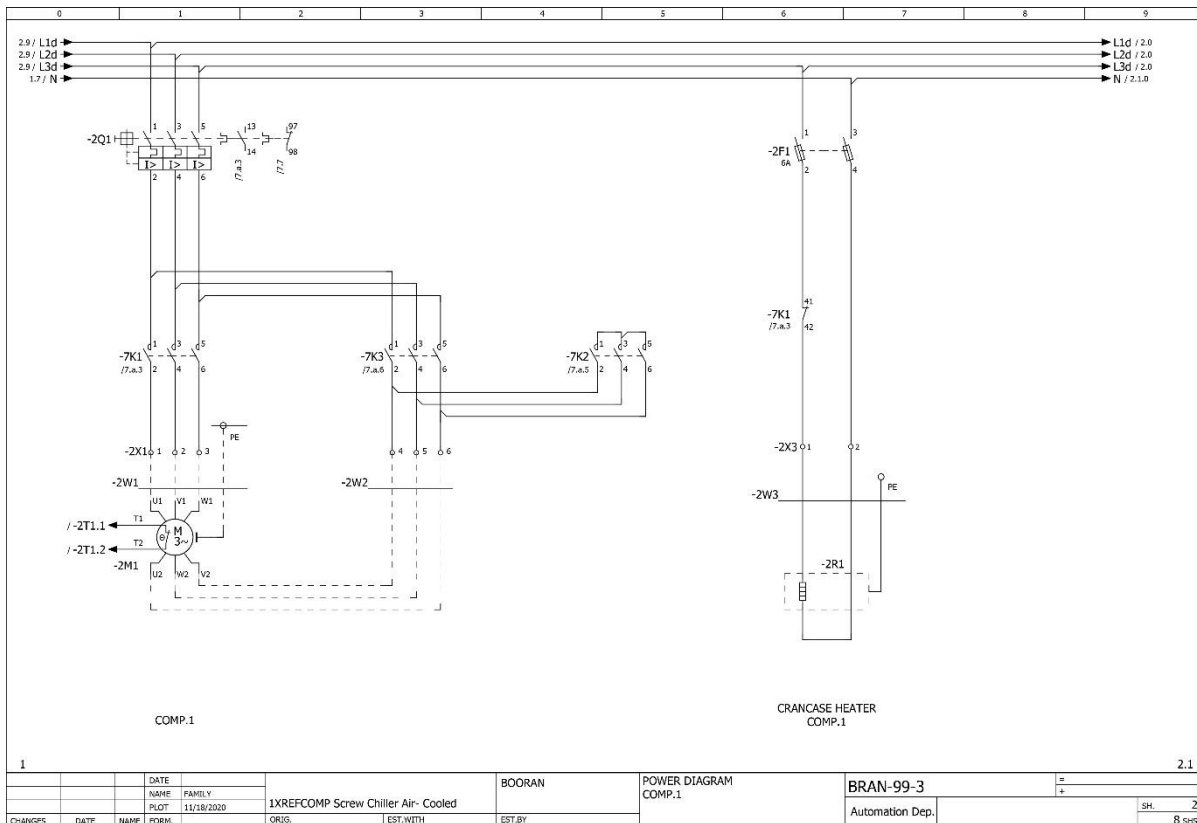 0 1 2 3 4 5 6 7 8 9
2.9 / L1d L1d / 2.0
2.9 / L2d L2d / 2.0
2.9 / L3d L3d / 2.0
1.7 / N N / 2.1.0
-2Q1 1 3 5 13 97
14 98
I> I> I>
2 4 6 /7.a.3 /7.7
-2F1 1 3
6A
2 4
-7K1 41
/7.a.3 42
-7K1 1 3 5 -7K3 1 3 5 -7K2 1 3 5
/7.a.3 2 4 6 /7.a.6 2 4 6 /7.a.5 2 4 6
PE
-2X1 1 2 3 4 5 6 -2X3 1 2
-2W1 -2W2 -2W3 PE
U1 V1 W1
/ -2T1.1 T1 M
3~
θ
/ -2T1.2 T2
-2M1 U2 W2 V2
-2R1
COMP.1
CRANCASE HEATER
COMP.1
1 2.1
DATE
NAME FAMILY
PLOT 11/18/2020
CHANGES DATE NAME FORM.
1XREFCOMP Screw Chiller Air- Cooled
ORIG. EST.WITH EST.BY
BOORAN
POWER DIAGRAM
COMP.1
BRAN-99-3
Automation Dep.
=
+
SH. 2
8 SHS